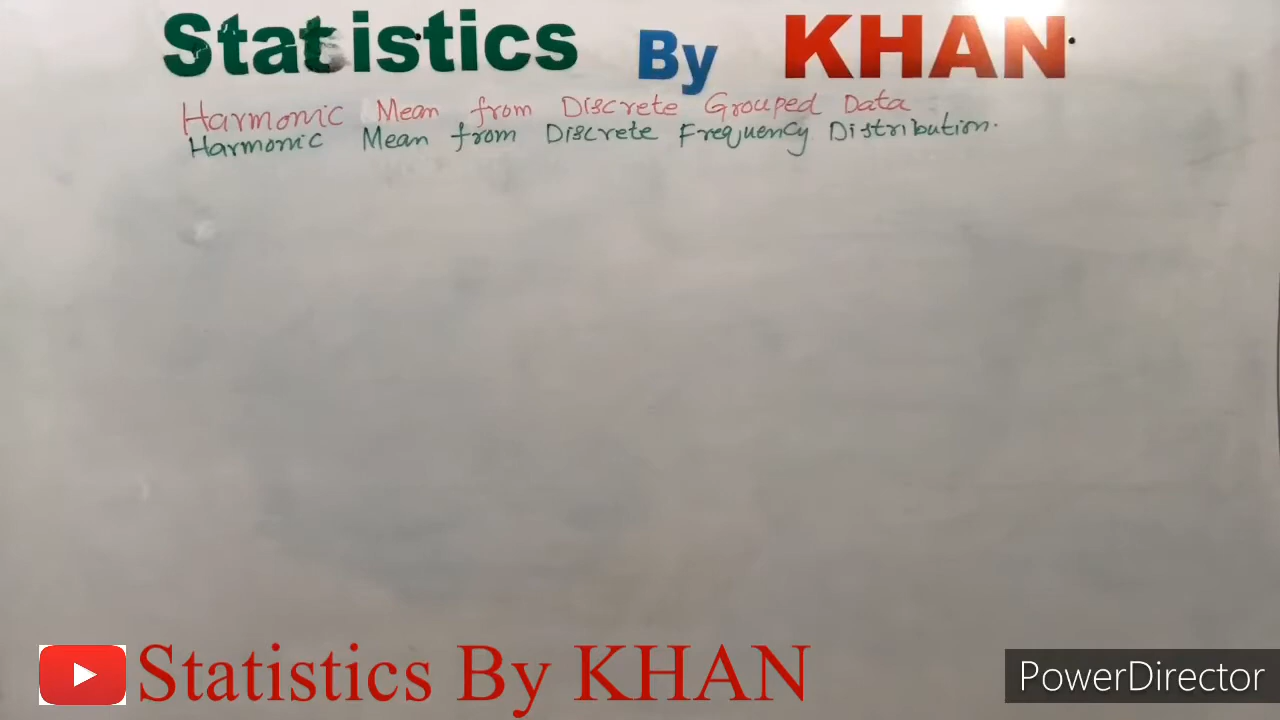 Statistics By KHAN
Harmonic Mean from Discrete Grouped Data
Harmonic Mean from Discrete Frequency Distribution.
Statistics By KHAN
PowerDirector